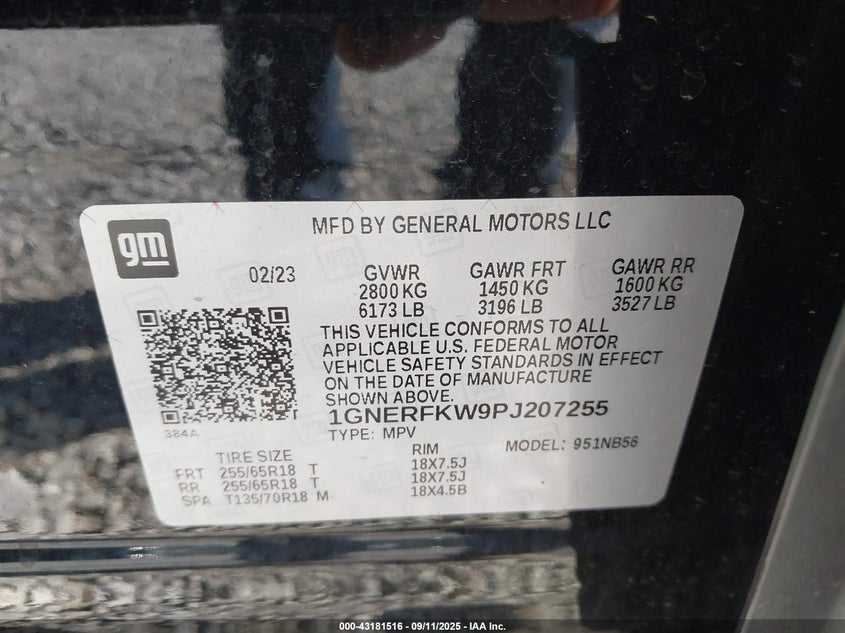 gm
MFD BY GENERAL MOTORS LLC
02/23 GVWR GAWR FRT GAWR RR
2800 KG 1450 KG 1600 KG
6173 LB 3196 LB 3527 LB
THIS VEHICLE CONFORMS TO ALL
APPLICABLE U.S. FEDERAL MOTOR
VEHICLE SAFETY STANDARDS IN EFFECT
ON THE DATE OF MANUFACTURE
SHOWN ABOVE.
384A
1GNERFKW9PJ207255
TYPE: MPV MODEL: 951NB56
TIRE SIZE RIM
FRT 255/65R18 T 18X7.5J
RR 255/65R18 T 18X7.5J
SPA T135/70R18 M 18X4.5B
000-43181516 - 09/11/2025 - IAA Inc.